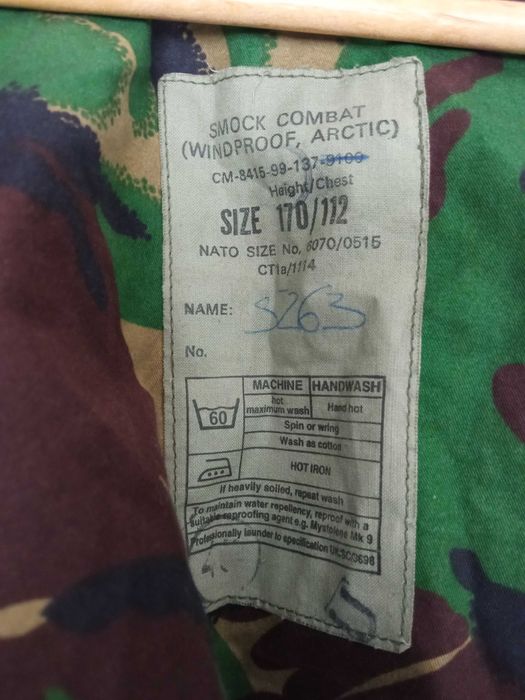 SMOCK COMBAT
(WINDPROOF, ARCTIC)
CM-8415-99-137-9100
Height/Chest
SIZE 170/112
NATO SIZE No. 6070/0515
CT1a/1114
NAME: S263
No.
MACHINE HANDWASH
60 hot maximum wash Hand hot
Spin or wring
Wash as cotton
HOT IRON
If heavily soiled, repeat wash
To maintain water repellency, reproof with a
suitable reproofing agent e.g. Mystolene Mk 9
Professionally launder to specification UK/SC/3698